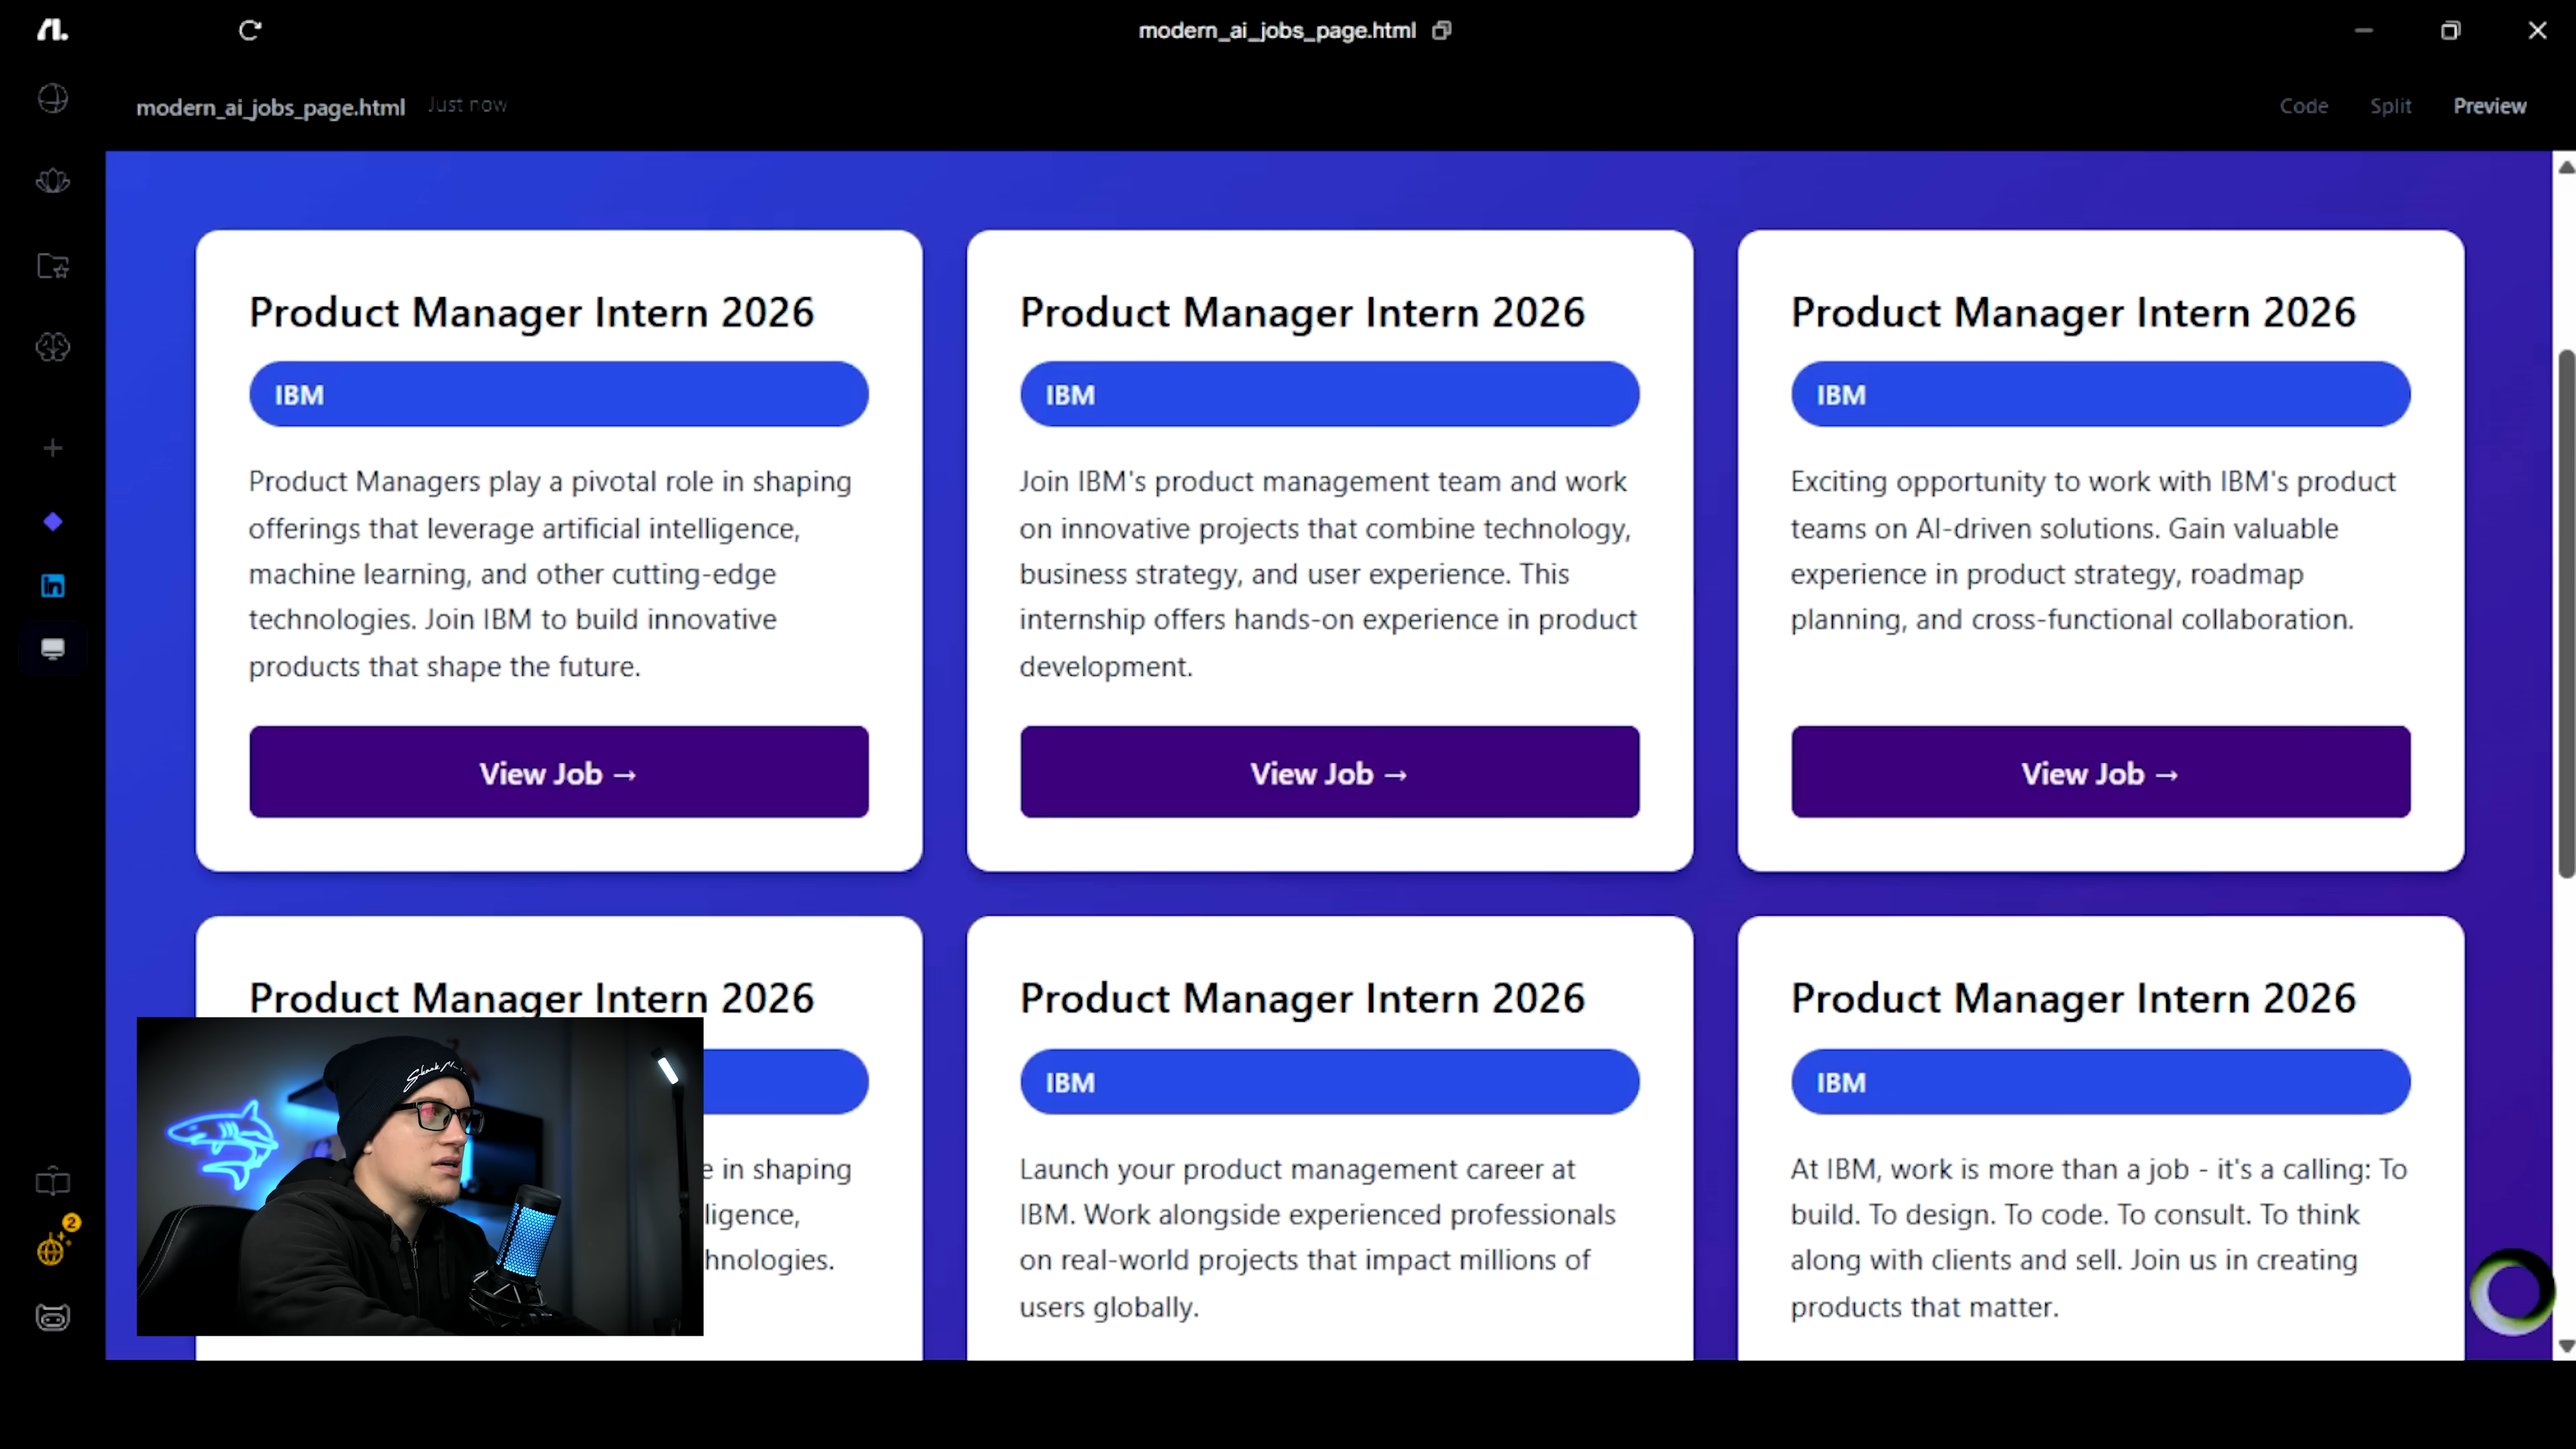 modern_ai_jobs_page.html
modern_ai_jobs_page.html Just now
Code Split Preview
Product Manager Intern 2026
IBM
Product Managers play a pivotal role in shaping
offerings that leverage artificial intelligence,
machine learning, and other cutting-edge
technologies. Join IBM to build innovative
products that shape the future.
View Job →
Product Manager Intern 2026
IBM
Join IBM's product management team and work
on innovative projects that combine technology,
business strategy, and user experience. This
internship offers hands-on experience in product
development.
View Job →
Product Manager Intern 2026
IBM
Exciting opportunity to work with IBM's product
teams on AI-driven solutions. Gain valuable
experience in product strategy, roadmap
planning, and cross-functional collaboration.
View Job →
Product Manager Intern 2026
e in shaping
ligence,
hnologies.
Product Manager Intern 2026
IBM
Launch your product management career at
IBM. Work alongside experienced professionals
on real-world projects that impact millions of
users globally.
Product Manager Intern 2026
IBM
At IBM, work is more than a job - it's a calling: To
build. To design. To code. To consult. To think
along with clients and sell. Join us in creating
products that matter.
in
2